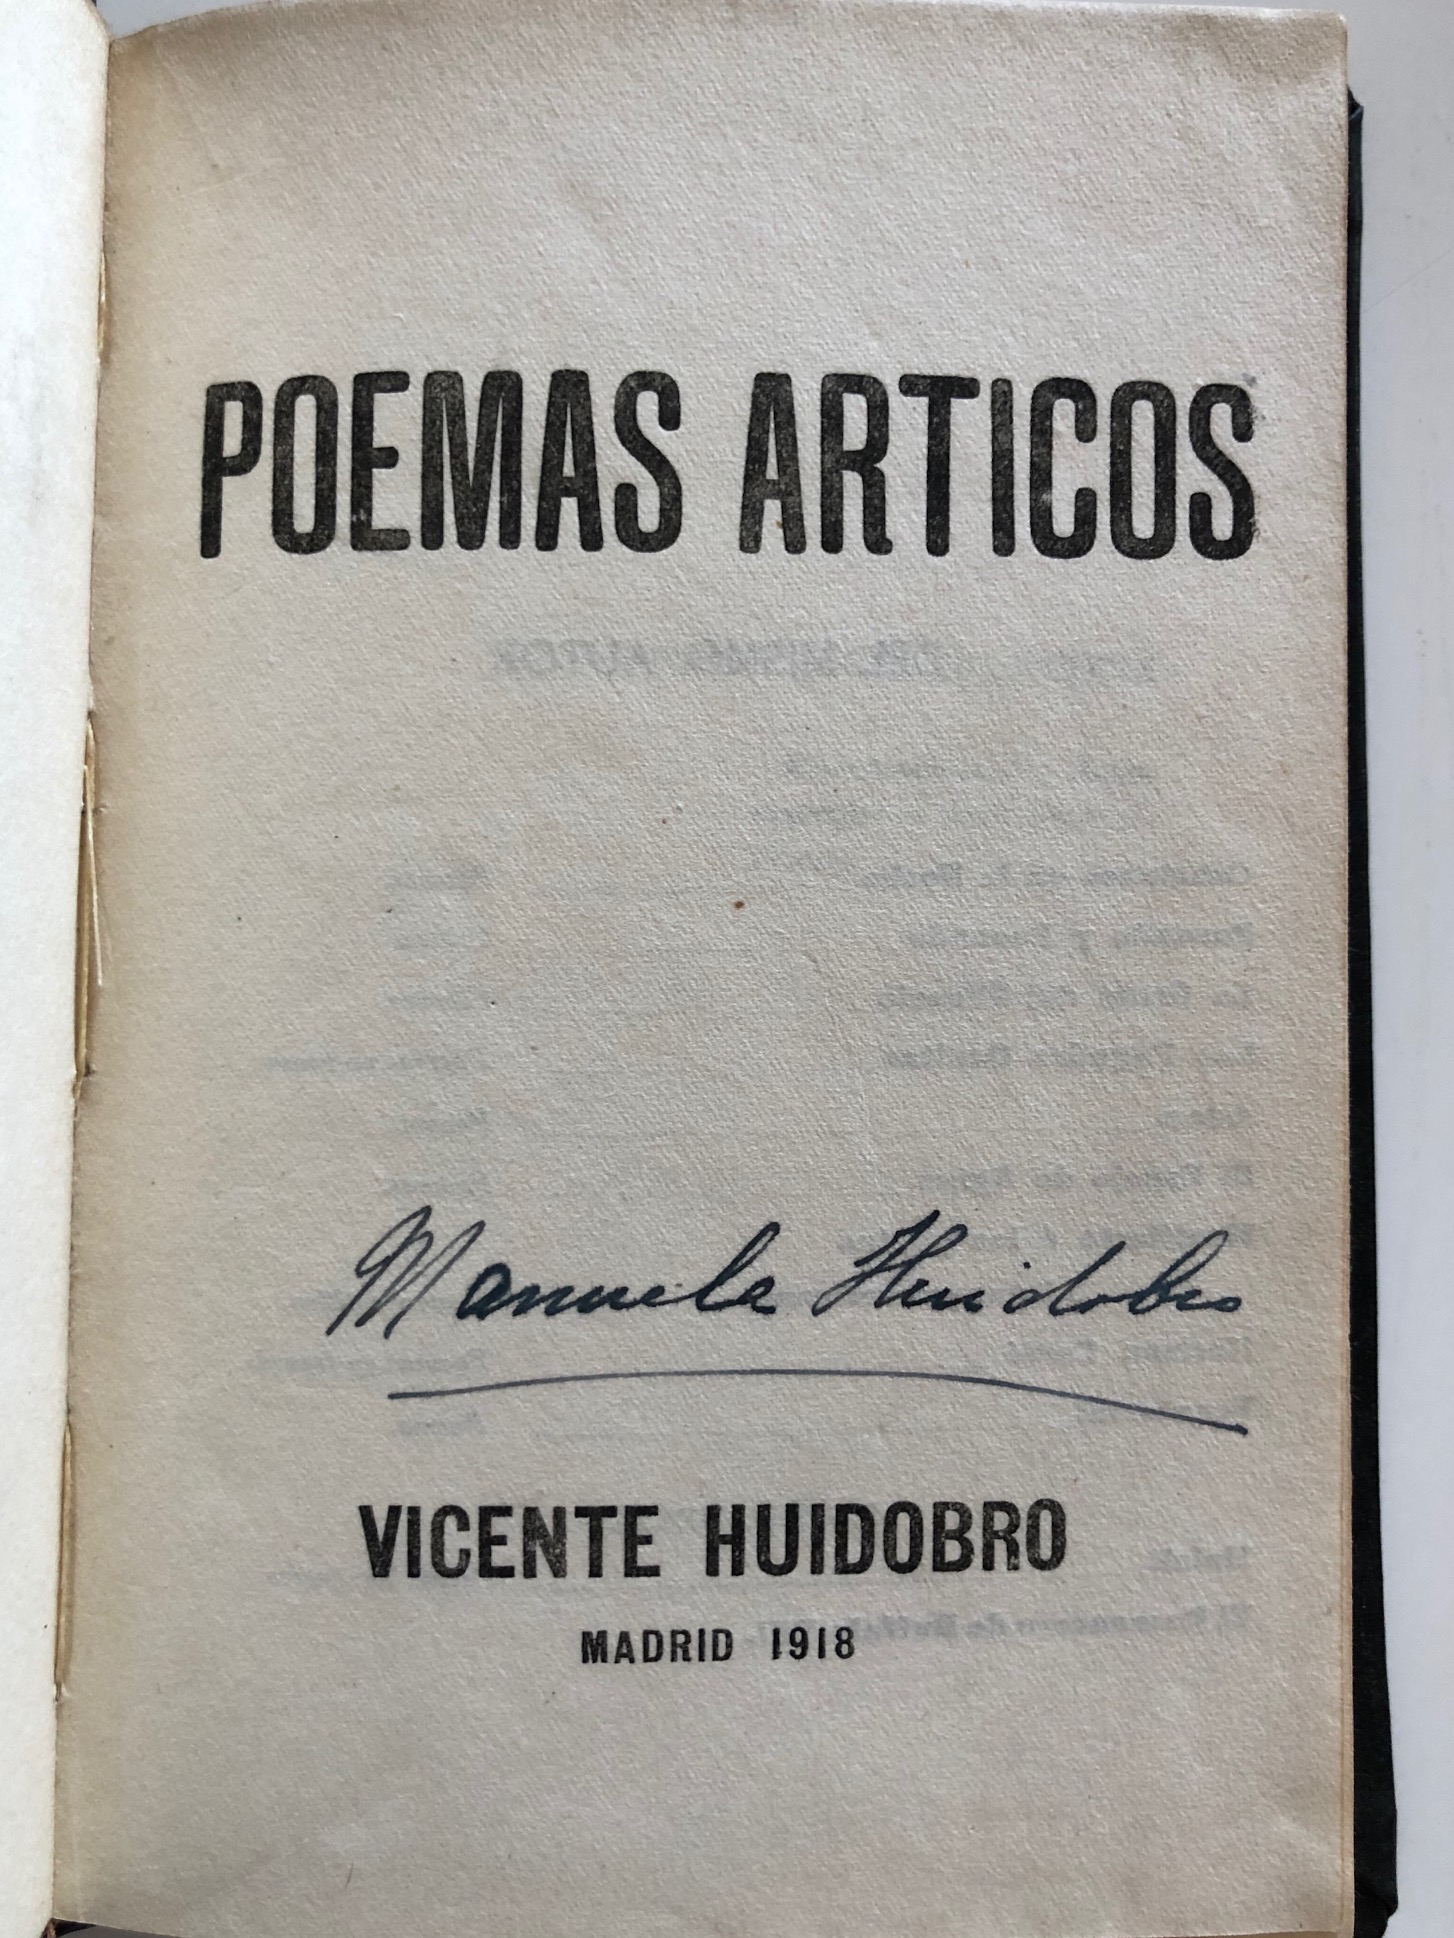 POEMAS ARTICOS
Manuela Huidobro
VICENTE HUIDOBRO
MADRID 1918